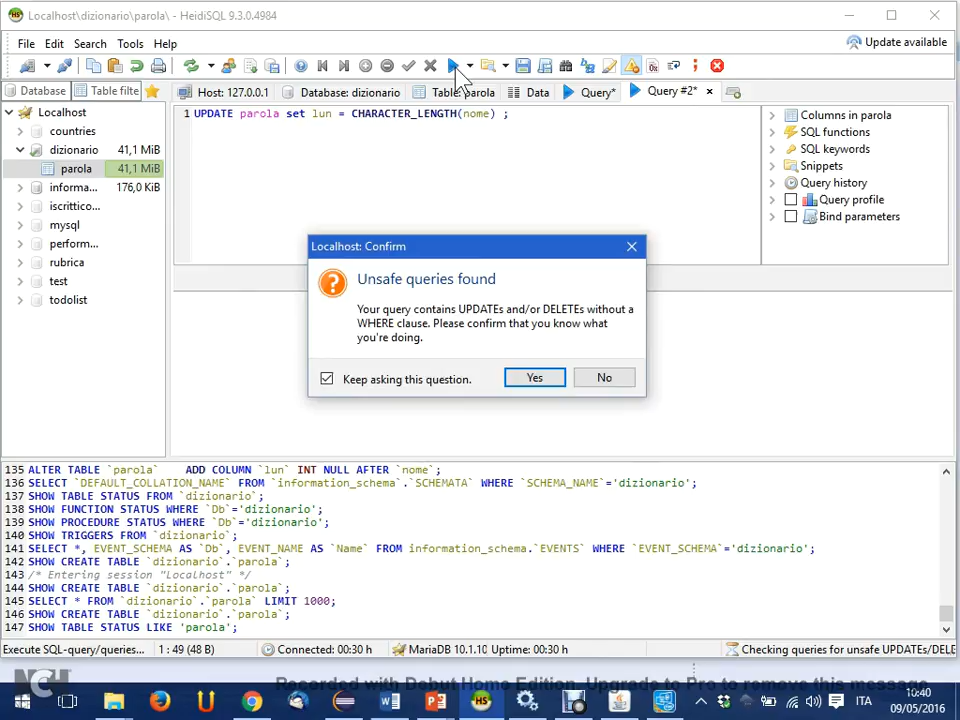 Localhost\dizionario\parola\ - HeidiSQL 9.3.0.4984
File Edit Search Tools Help
Update available
Database Table filte Host: 127.0.0.1 Database: dizionario Table: parola Data Query* Query #2*
Localhost
countries
dizionario 41,1 MiB
parola 41,1 MiB
informa... 176,0 KiB
iscrittico...
mysql
perform...
rubrica
test
todolist
1 UPDATE parola set lun = CHARACTER_LENGTH(nome) ;
Columns in parola
SQL functions
SQL keywords
Snippets
Query history
Query profile
Bind parameters
Localhost: Confirm
Unsafe queries found
Your query contains UPDATEs and/or DELETEs without a
WHERE clause. Please confirm that you know what
you're doing.
Keep asking this question. Yes No
135 ALTER TABLE `parola` ADD COLUMN `lun` INT NULL AFTER `nome`;
136 SELECT `DEFAULT_COLLATION_NAME` FROM `information_schema`.`SCHEMATA` WHERE `SCHEMA_NAME`='dizionario';
137 SHOW TABLE STATUS FROM `dizionario`;
138 SHOW FUNCTION STATUS WHERE `Db`='dizionario';
139 SHOW PROCEDURE STATUS WHERE `Db`='dizionario';
140 SHOW TRIGGERS FROM `dizionario`;
141 SELECT *, EVENT_SCHEMA AS `Db`, EVENT_NAME AS `Name` FROM information_schema.`EVENTS` WHERE `EVENT_SCHEMA`='dizionario';
142 SHOW CREATE TABLE `dizionario`.`parola`;
143 /* Entering session "Localhost" */
144 SHOW CREATE TABLE `dizionario`.`parola`;
145 SELECT * FROM `dizionario`.`parola` LIMIT 1000;
146 SHOW CREATE TABLE `dizionario`.`parola`;
147 SHOW TABLE STATUS LIKE 'parola';
Execute SQL-query/queries... 1 : 49 (48 B) Connected: 00:30 h MariaDB 10.1.10 Uptime: 00:30 h Checking queries for unsafe UPDATEs/DELE
NCH
Recorded with Debut Home Edition. Upgrade to Pro to remove this message
ITA
10:40
09/05/2016